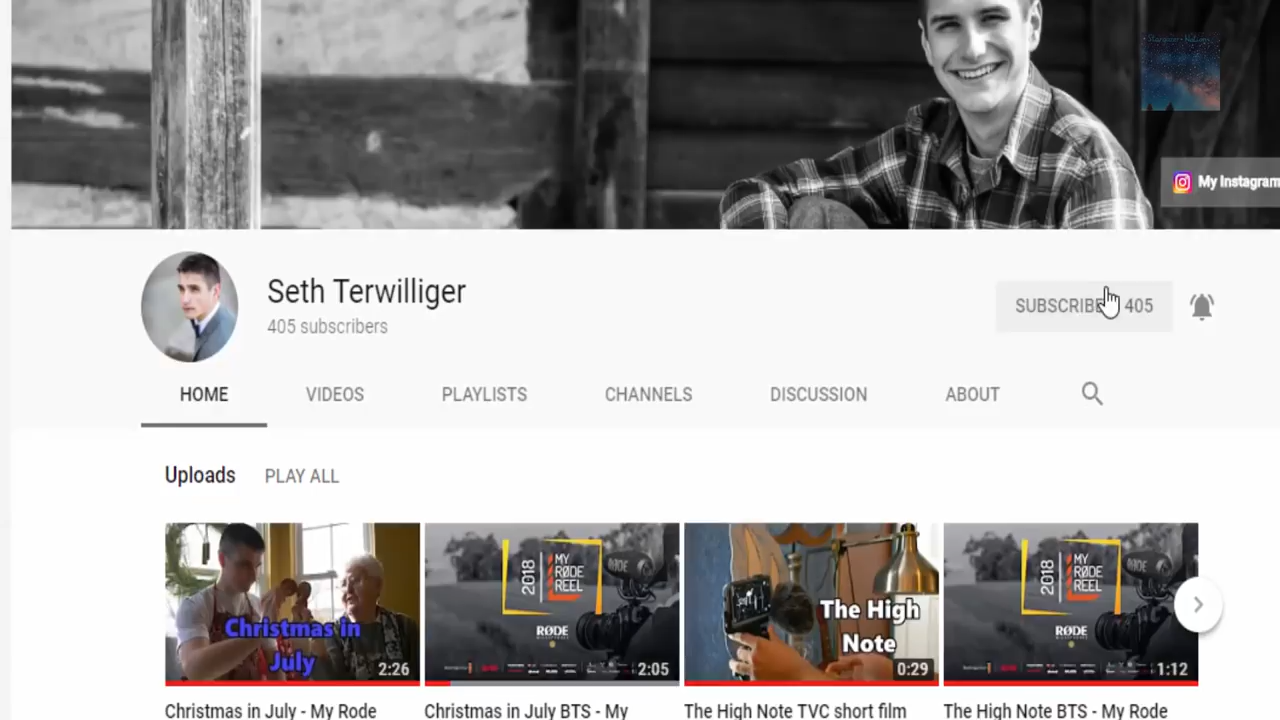 Sturgeon Nation
My Instagram
Seth Terwilliger
405 subscribers
SUBSCRIBE 405
HOME VIDEOS PLAYLISTS CHANNELS DISCUSSION ABOUT
Uploads PLAY ALL
Christmas in
July
2:26
2018 MY
RØDE
REEL
RØDE
2:05
The High
Note
0:29
2018 MY
RØDE
REEL
RØDE
1:12
Christmas in July - My Rode
Christmas in July BTS - My
The High Note TVC short film
The High Note BTS - My Rode